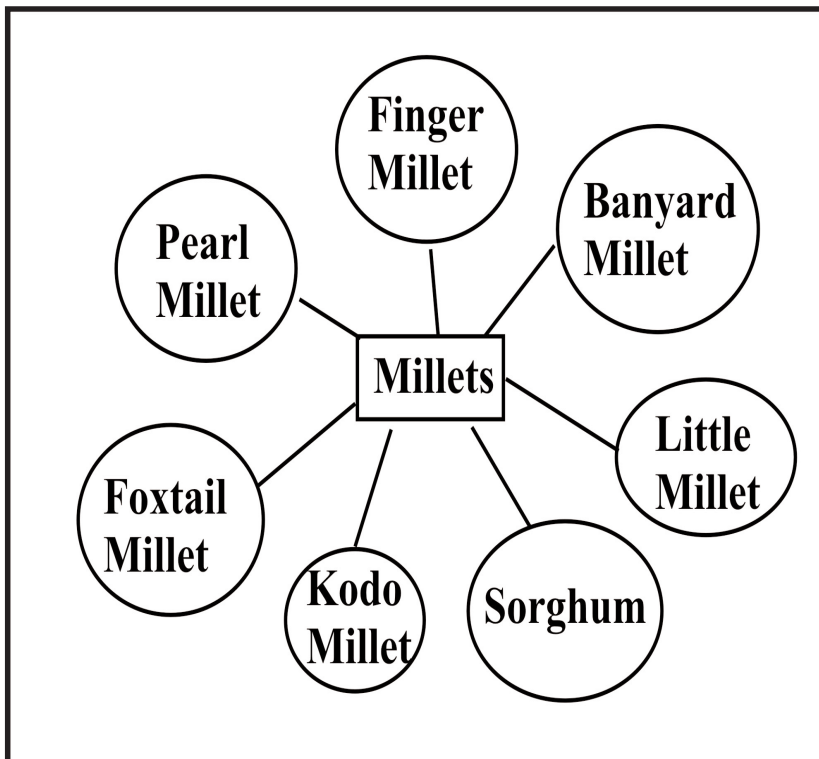 Finger
Millet
Banyard
Millet
Pearl
Millet
Millets
Little
Millet
Foxtail
Millet
Kodo
Millet
Sorghum